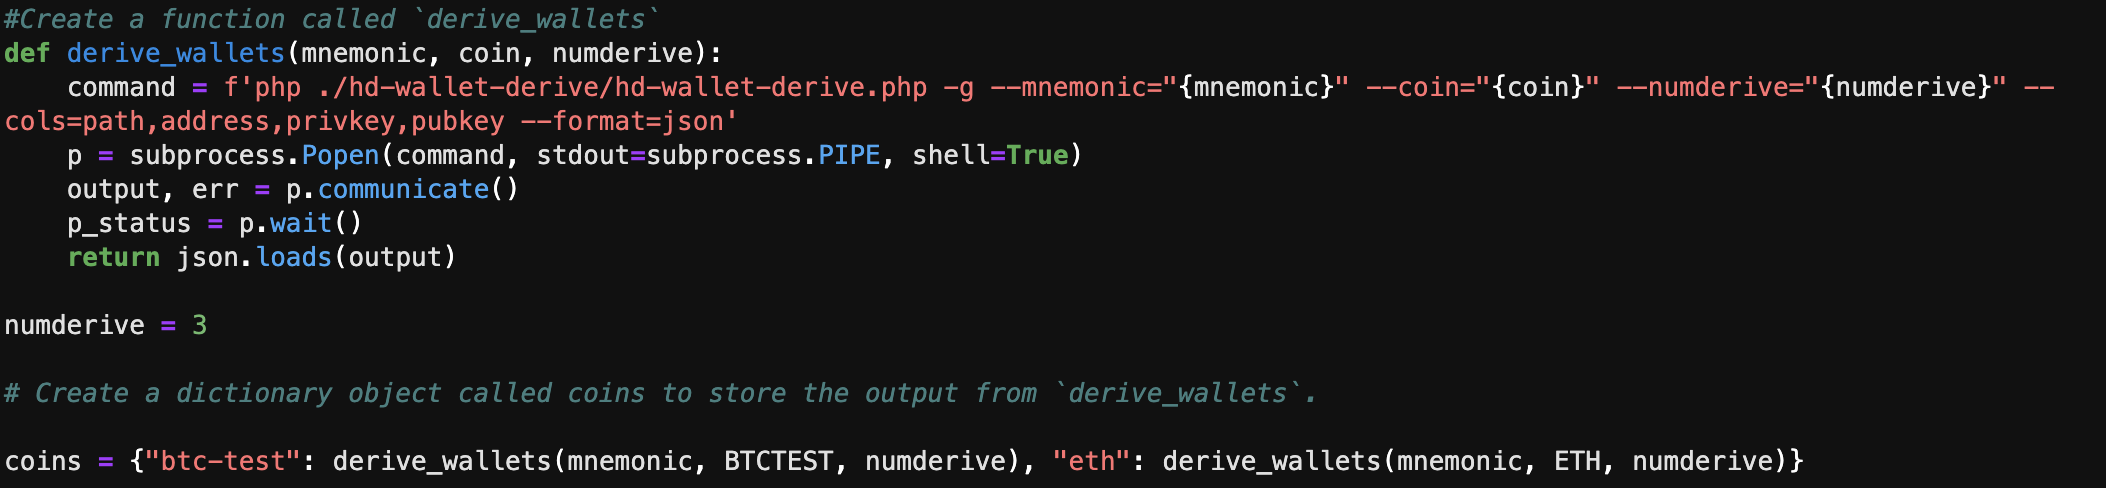 #Create a function called `derive_wallets`
def derive_wallets(mnemonic, coin, numderive):
    command = f'php ./hd-wallet-derive/hd-wallet-derive.php -g --mnemonic="{mnemonic}" --coin="{coin}" --numderive="{numderive}" --
cols=path,address,privkey,pubkey --format=json'
    p = subprocess.Popen(command, stdout=subprocess.PIPE, shell=True)
    output, err = p.communicate()
    p_status = p.wait()
    return json.loads(output)

numderive = 3

# Create a dictionary object called coins to store the output from `derive_wallets`.

coins = {"btc-test": derive_wallets(mnemonic, BTCTEST, numderive), "eth": derive_wallets(mnemonic, ETH, numderive)}